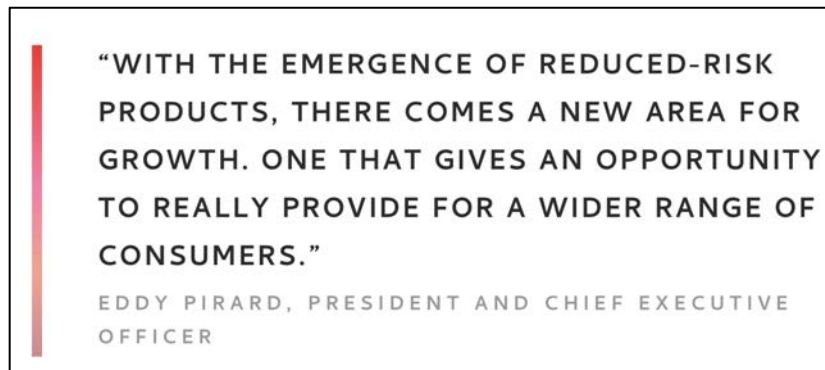 “WITH THE EMERGENCE OF REDUCED-RISK
PRODUCTS, THERE COMES A NEW AREA FOR
GROWTH. ONE THAT GIVES AN OPPORTUNITY
TO REALLY PROVIDE FOR A WIDER RANGE OF
CONSUMERS.”
EDDY PIRARD, PRESIDENT AND CHIEF EXECUTIVE
OFFICER